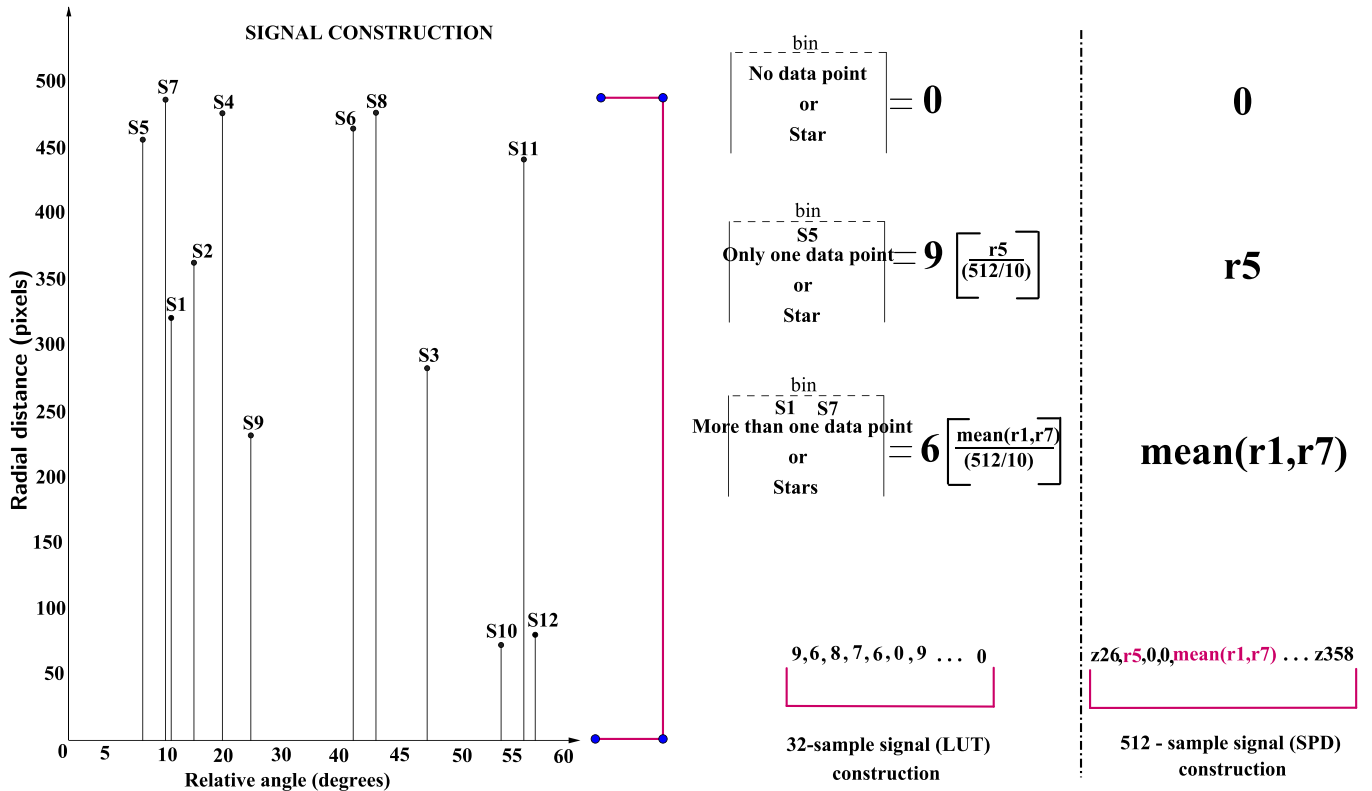 SIGNAL CONSTRUCTION
Radial distance (pixels)
500
450
400
350
300
250
200
150
100
50
0
5
10
20
30
40
45
50
55
60
Relative angle (degrees)
S5
S7
S1
S2
S4
S9
S6
S8
S3
S10
S11
S12
bin
No data point
or
Star
= 0
0
bin
S5
Only one data point
or
Star
= 9 [r5
(512/10)]
r5
bin
S1 S7
More than one data point
or
Stars
= 6 [mean(r1,r7)
(512/10)]
mean(r1,r7)
9,6,8,7,6,0,9 ... 0
32-sample signal (LUT)
construction
z26,r5,0,0,mean(r1,r7) ... z358
512 - sample signal (SPD)
construction